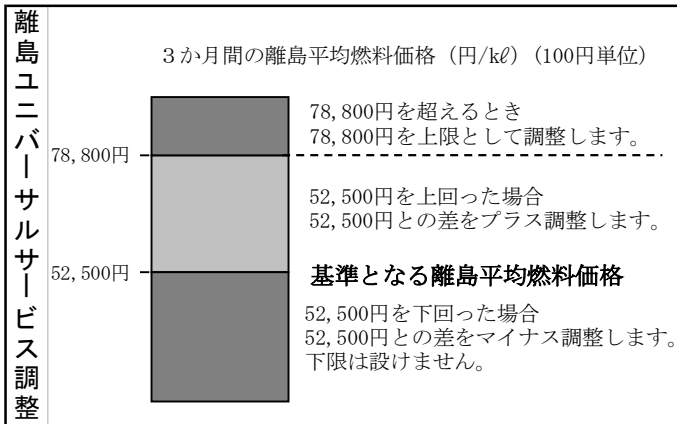 離島ユニバーサルサービス調整
３か月間の離島平均燃料価格（円/kℓ）（100円単位）
78,800円を超えるとき
78,800円を上限として調整します。
78,800円
52,500円を上回った場合
52,500円との差をプラス調整します。
52,500円
基準となる離島平均燃料価格
52,500円を下回った場合
52,500円との差をマイナス調整します。
下限は設けません。